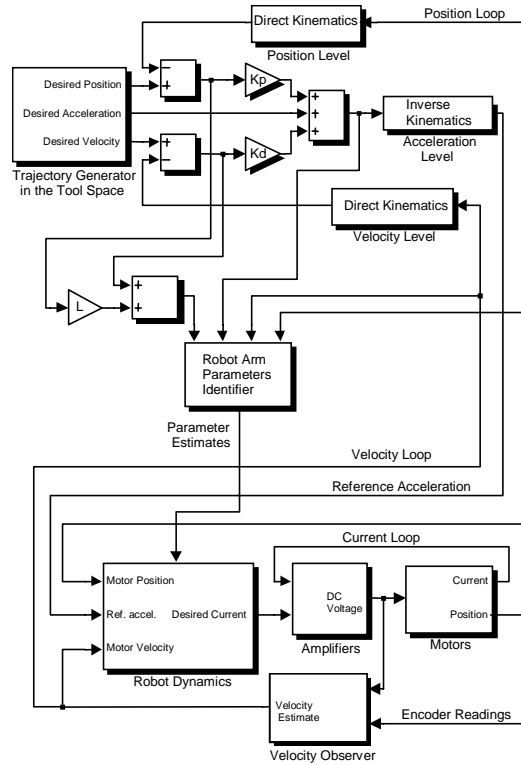 Direct Kinematics
Position Loop
Position Level
Desired Position
Desired Acceleration
Desired Velocity
Trajectory Generator
in the Tool Space
−
+
+
−
Kp
Kd
+
+
+
Inverse
Kinematics
Acceleration
Level
Direct Kinematics
Velocity Level
L
+
+
Robot Arm
Parameters
Identifier
Parameter
Estimates
Velocity Loop
Reference Acceleration
Current Loop
Motor Position
Ref. accel.
Desired Current
Motor Velocity
Robot Dynamics
DC
Voltage
Amplifiers
Current
Position
Motors
Velocity
Estimate
Encoder Readings
Velocity Observer